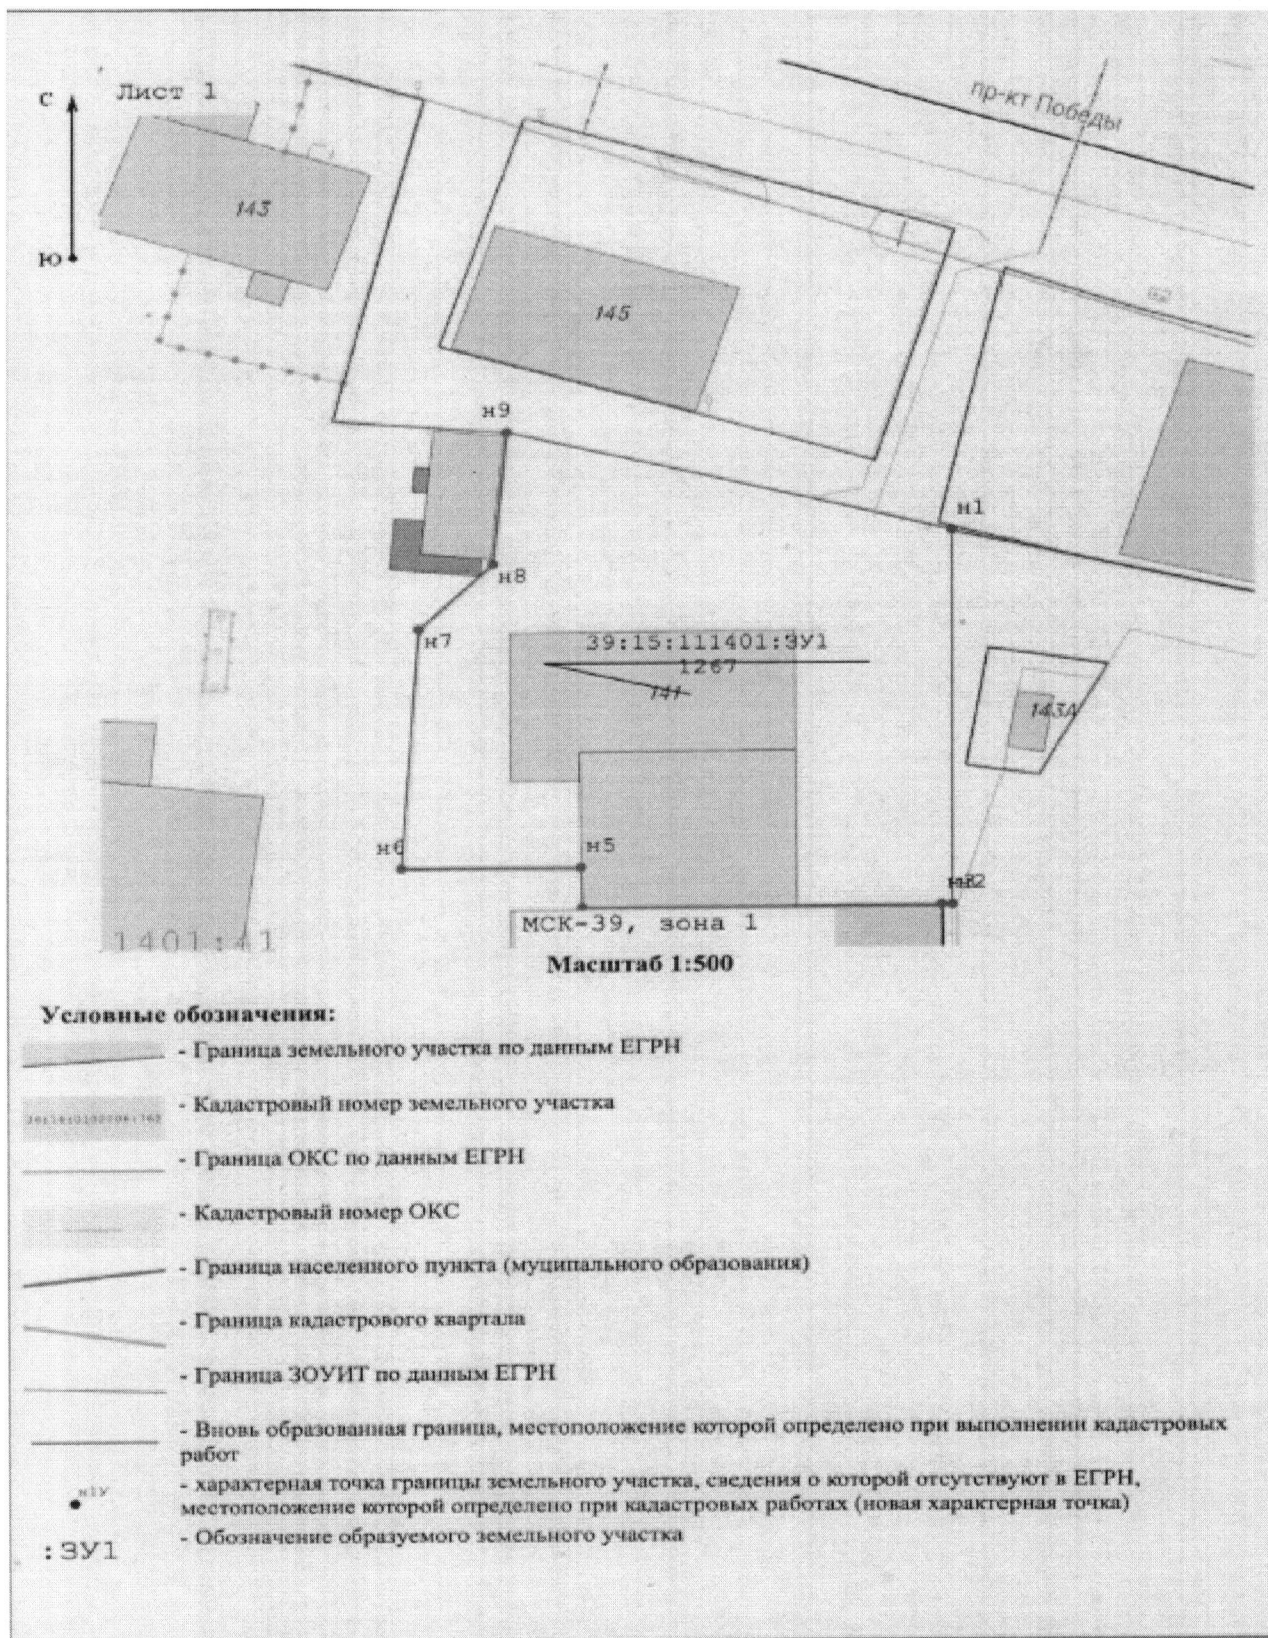 С
Лист 1
пр-кт Победы
143
Ю
145
н9
н1
н8
н7
39:15:111401:ЗУ1
1267
141
143А
н6
н5
МСК-39, зона 1
1401:41
Масштаб 1:500
Условные обозначения:
- Граница земельного участка по данным ЕГРН
- Кадастровый номер земельного участка
- Граница ОКС по данным ЕГРН
- Кадастровый номер ОКС
- Граница населенного пункта (муципального образования)
- Граница кадастрового квартала
- Граница ЗОУИТ по данным ЕГРН
- Вновь образованная граница, местоположение которой определено при выполнении кадастровых
работ
н1У
- характерная точка границы земельного участка, сведения о которой отсутствуют в ЕГРН,
местоположение которой определено при кадастровых работах (новая характерная точка)
:ЗУ1
- Обозначение образуемого земельного участка